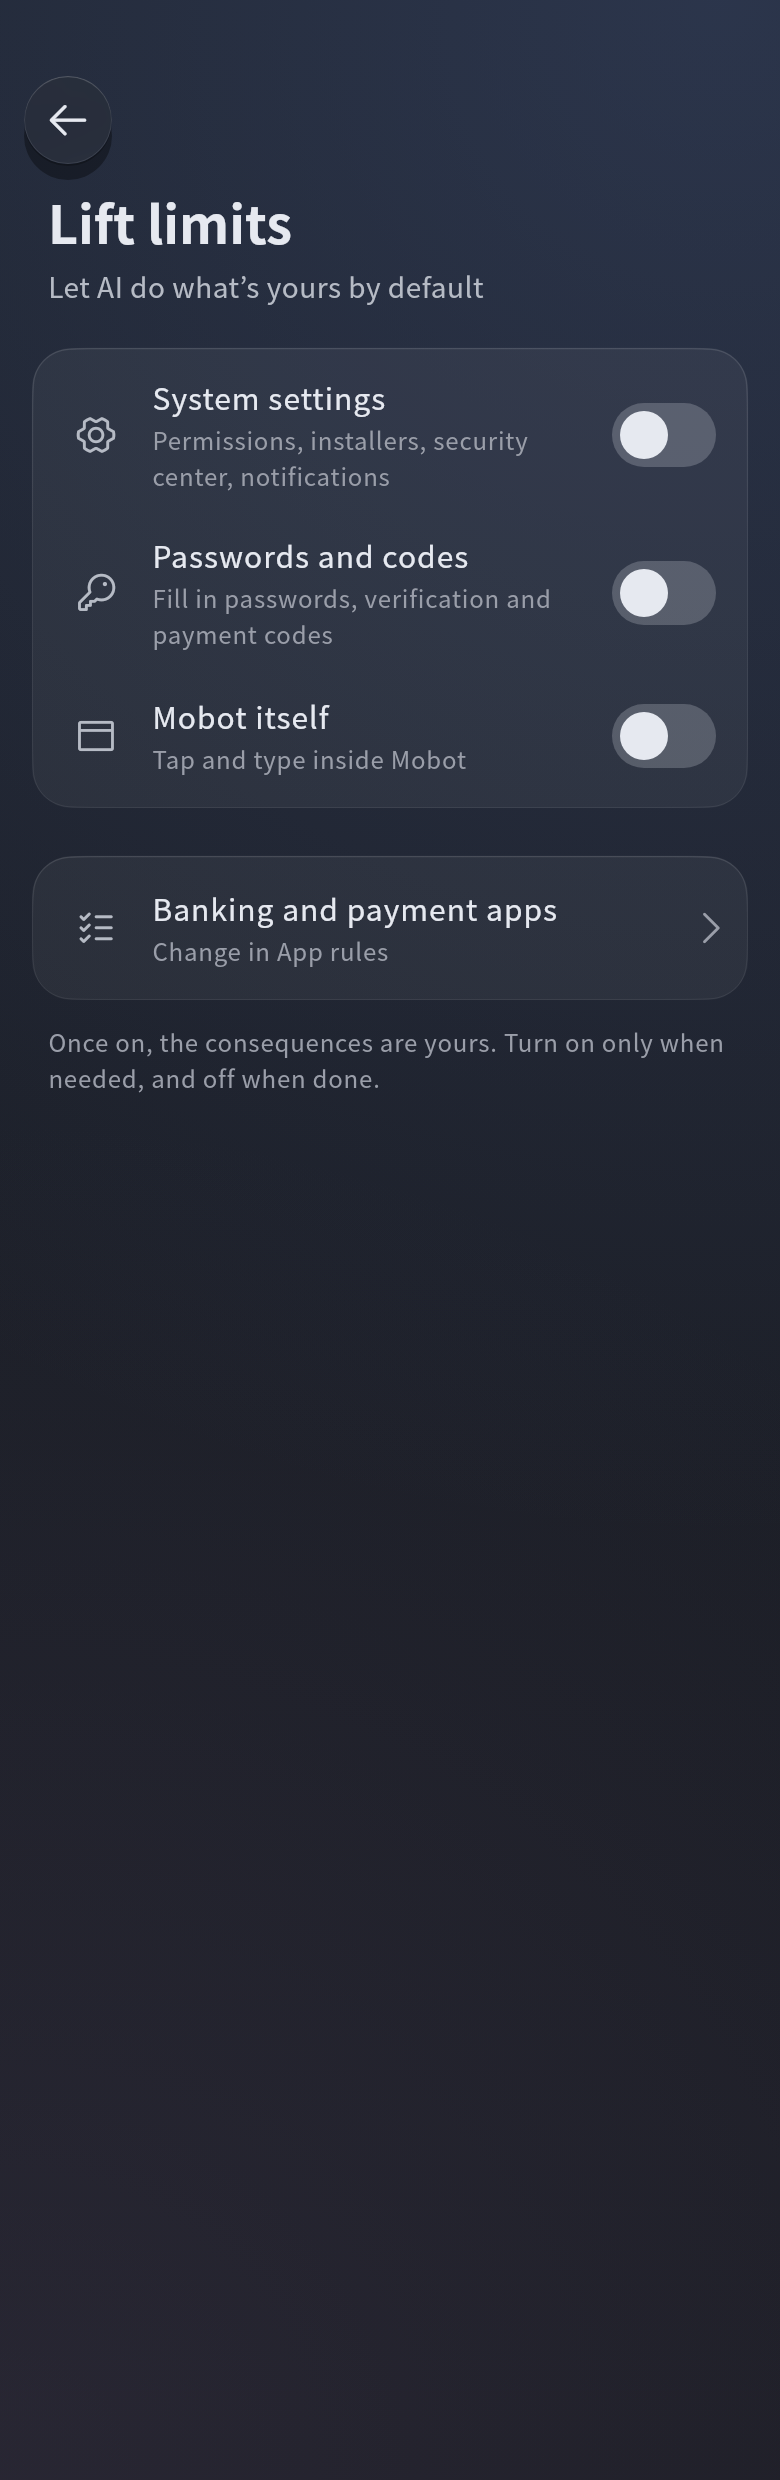 Lift limits
Let AI do what’s yours by default
System settings
Permissions, installers, security
center, notifications
Passwords and codes
Fill in passwords, verification and
payment codes
Mobot itself
Tap and type inside Mobot
Banking and payment apps
Change in App rules
Once on, the consequences are yours. Turn on only when
needed, and off when done.